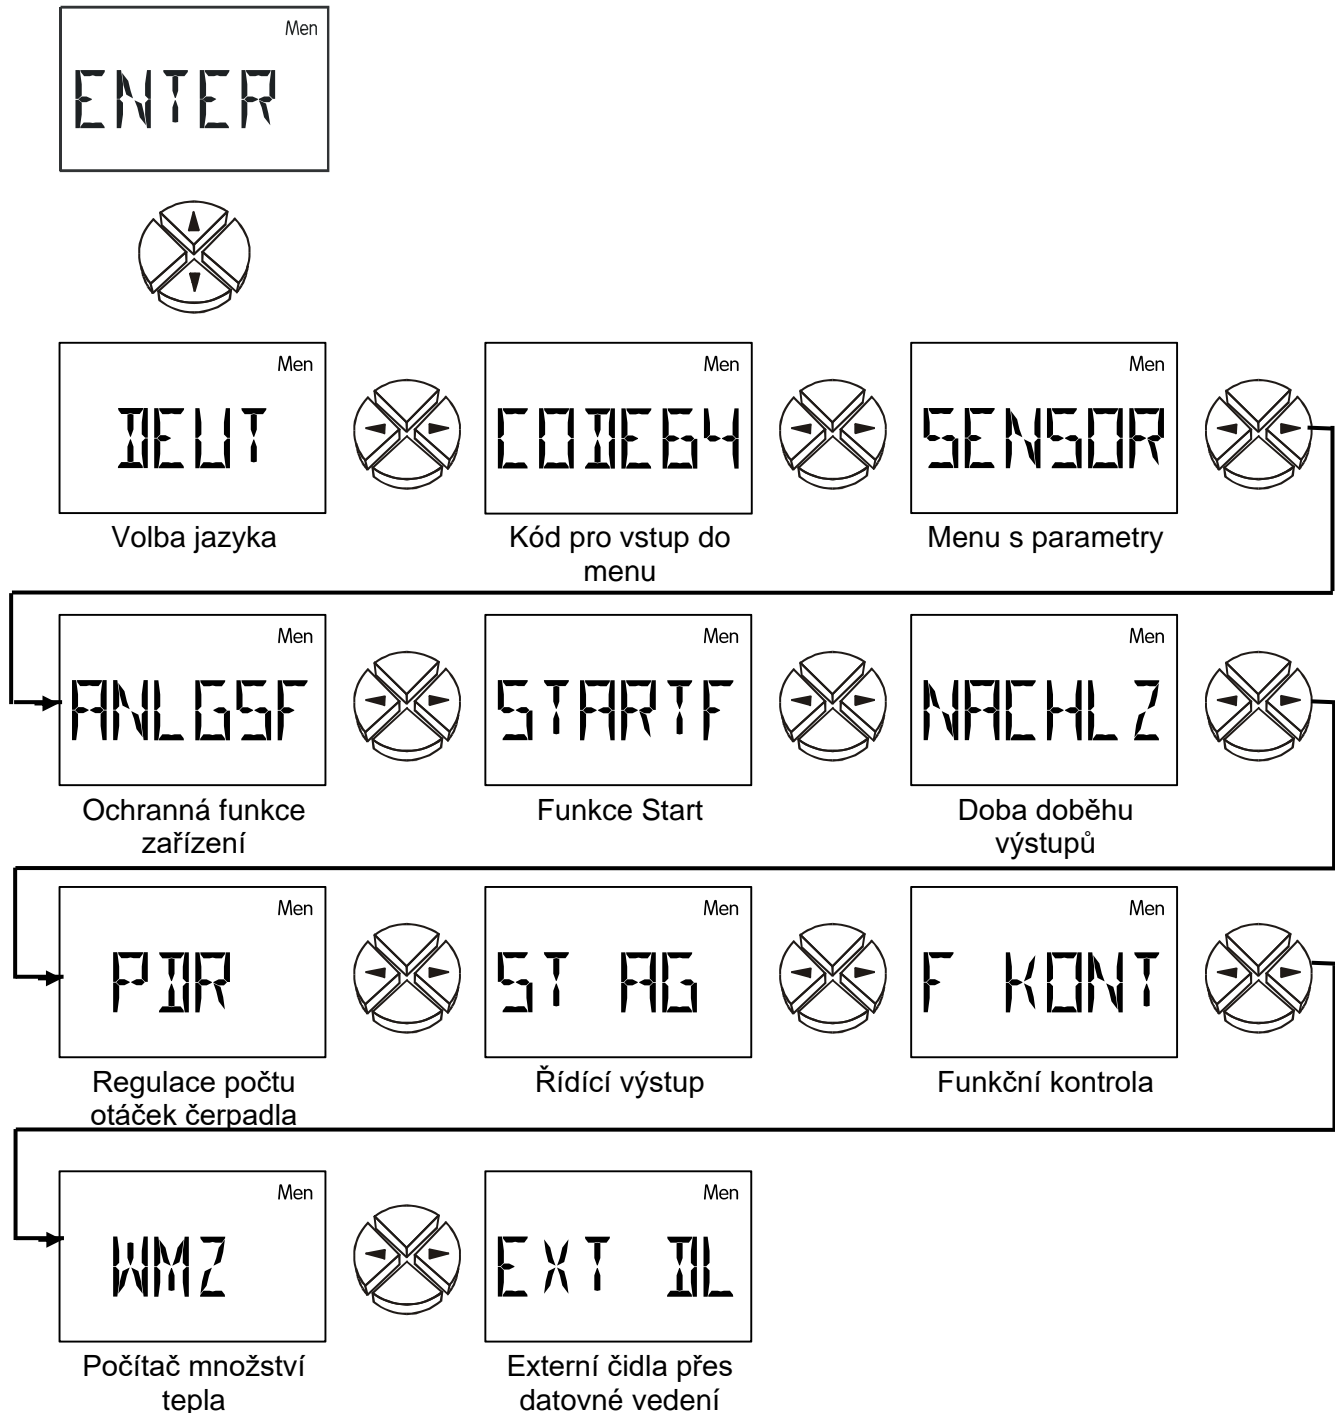 Men
ENTER
Men
DEUT
Men
CODE64
Men
SENSOR
Volba jazyka
Kód pro vstup do
menu
Menu s parametry
Men
ANLGSF
Men
STARTF
Men
NACHLZ
Ochranná funkce
zařízení
Funkce Start
Doba doběhu
výstupů
Men
PDR
Men
ST AG
Men
F KONT
Regulace počtu
otáček čerpadla
Řídící výstup
Funkční kontrola
Men
WMZ
Men
EXT DL
Počítač množství
tepla
Externí čidla přes
datovné vedení